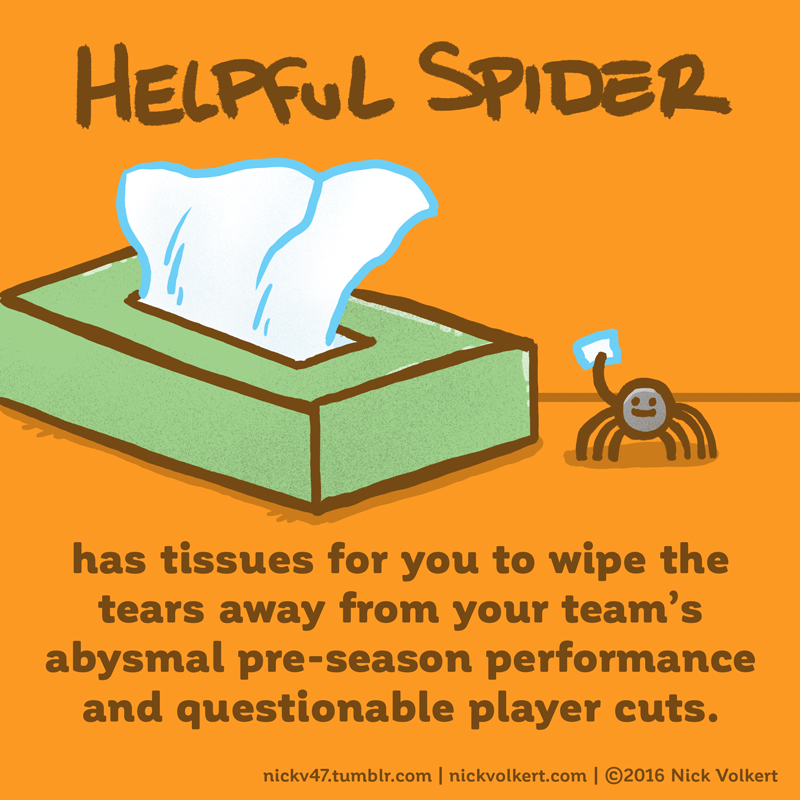 HELPFUL SPIDER
has tissues for you to wipe the
tears away from your team’s
abysmal pre-season performance
and questionable player cuts.
nickv47.tumblr.com | nickvolkert.com | ©2016 Nick Volkert